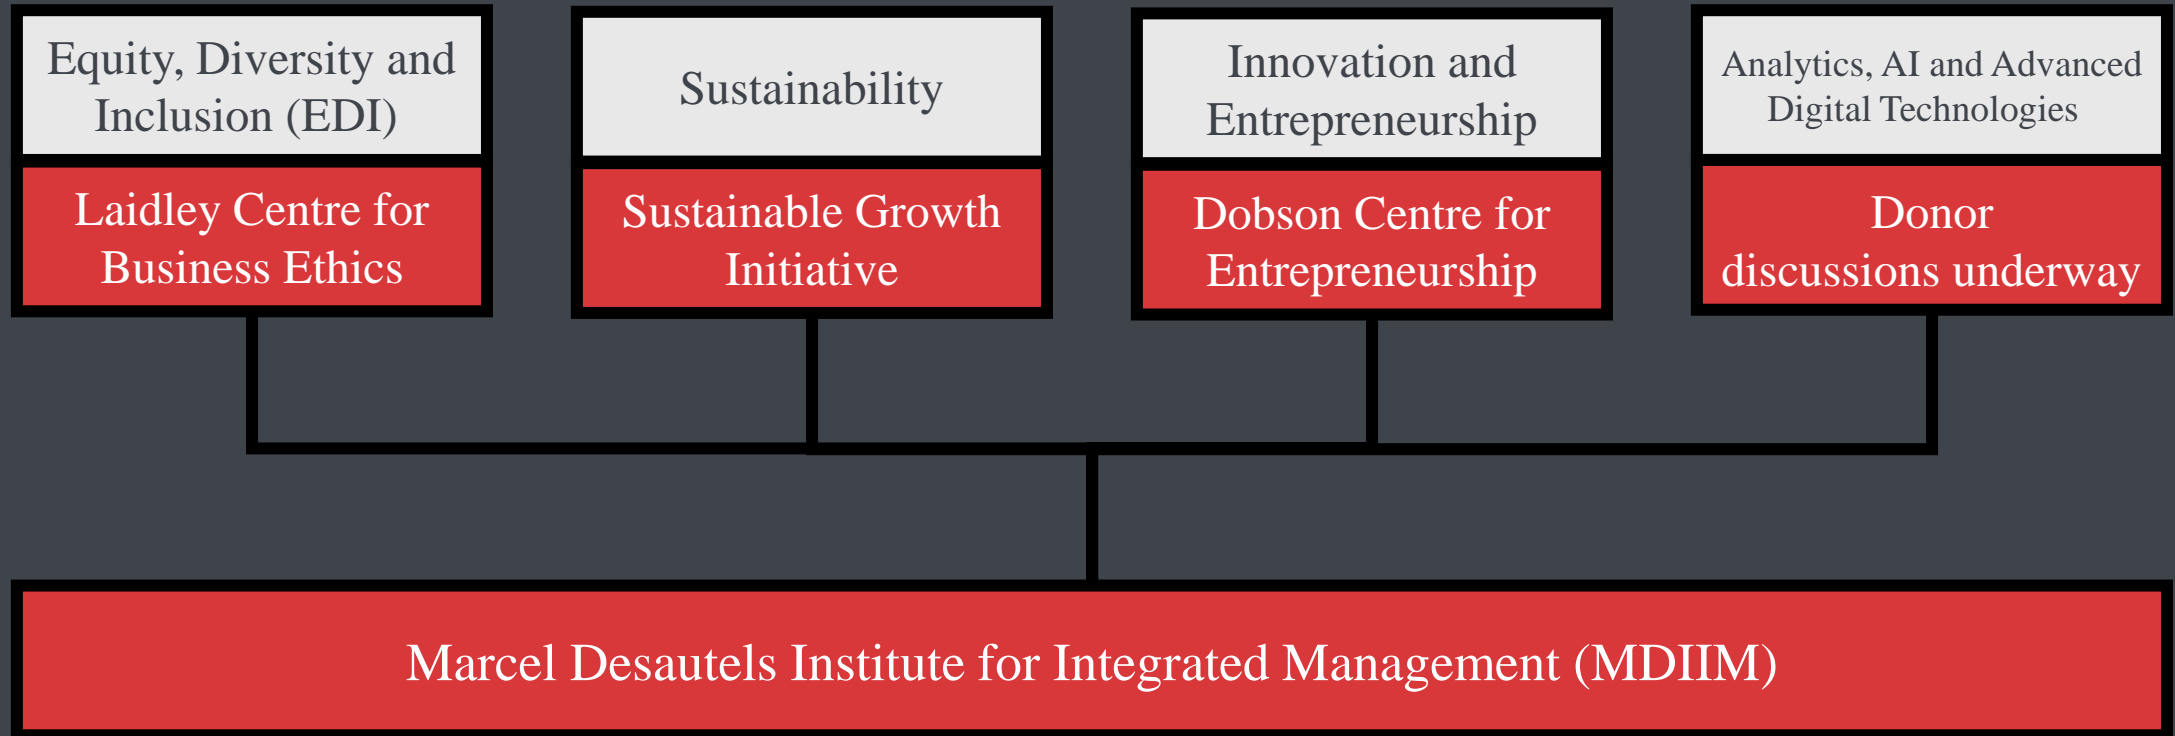 Equity, Diversity and
Inclusion (EDI)
Laidley Centre for
Business Ethics
Sustainability
Sustainable Growth
Initiative
Innovation and
Entrepreneurship
Dobson Centre for
Entrepreneurship
Analytics, AI and Advanced
Digital Technologies
Donor
discussions underway
Marcel Desautels Institute for Integrated Management (MDIIM)